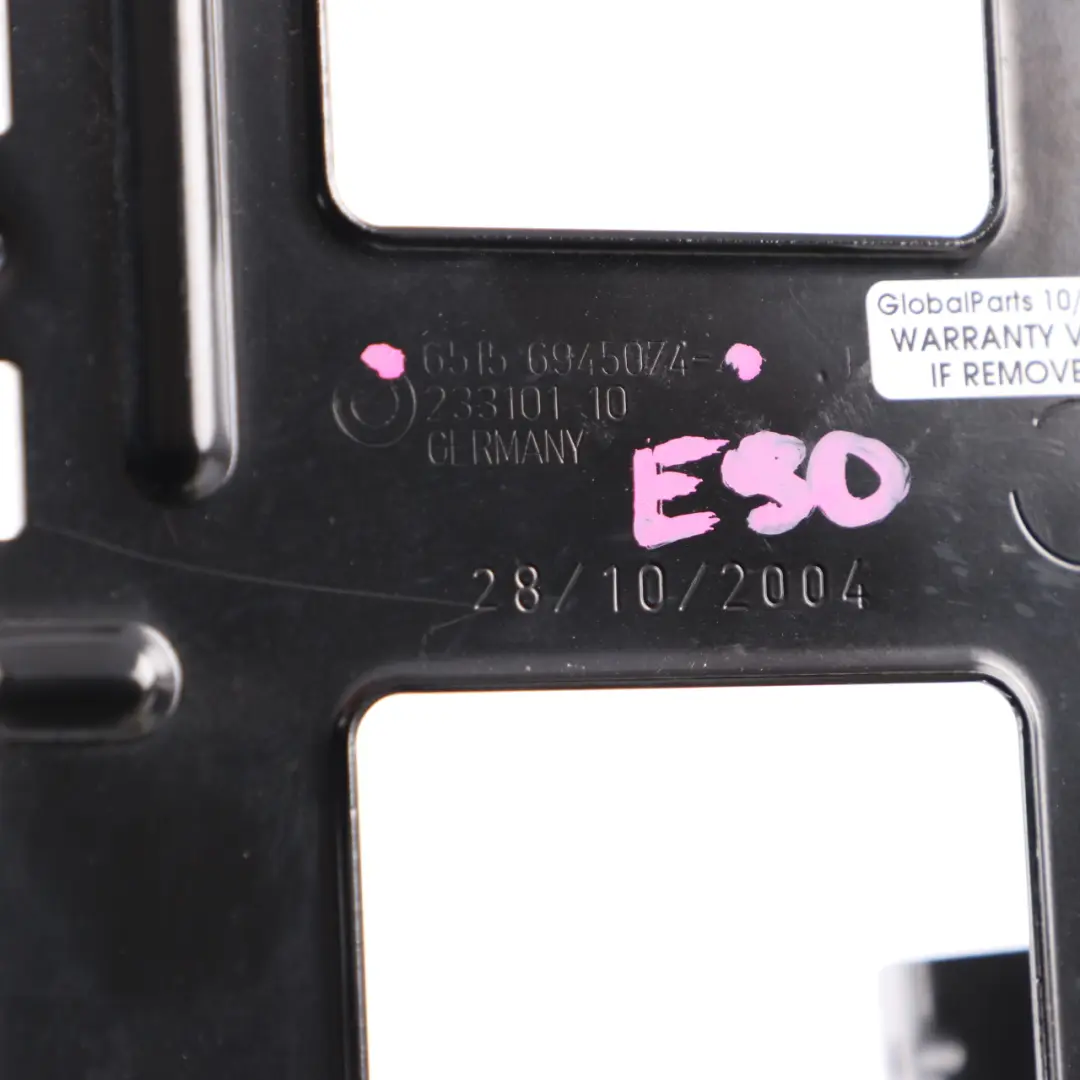 6515 6945074-
233101 10
GERMANY
GlobalParts 10/
WARRANTY V
IF REMOVE
E90
28/10/2004